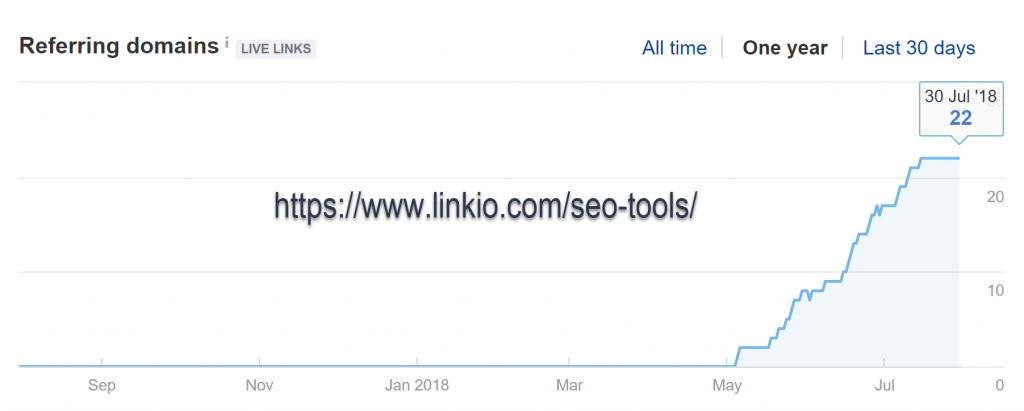 Referring domains i LIVE LINKS All time One year Last 30 days
30 Jul '18
22
https://www.linkio.com/seo-tools/
20
10
Sep Nov Jan 2018 Mar May Jul 0